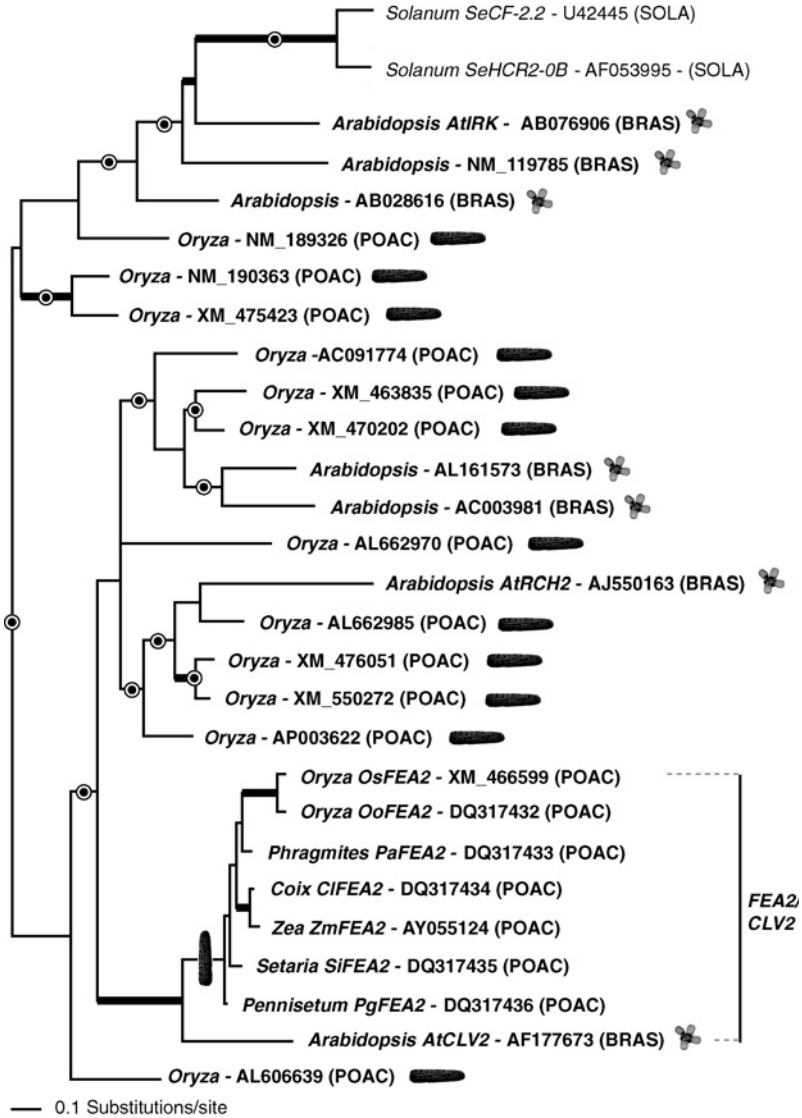 Solanum SeCF-2.2 - U42445 (SOLA)
Solanum SeHCR2-0B - AF053995 - (SOLA)
Arabidopsis AtIRK - AB076906 (BRAS)
Arabidopsis - NM_119785 (BRAS)
Arabidopsis - AB028616 (BRAS)
Oryza - NM_189326 (POAC)
Oryza - NM_190363 (POAC)
Oryza - XM_475423 (POAC)
Oryza -AC091774 (POAC)
Oryza - XM_463835 (POAC)
Oryza - XM_470202 (POAC)
Arabidopsis - AL161573 (BRAS)
Arabidopsis - AC003981 (BRAS)
Oryza - AL662970 (POAC)
Arabidopsis AtRCH2 - AJ550163 (BRAS)
Oryza - AL662985 (POAC)
Oryza - XM_476051 (POAC)
Oryza - XM_550272 (POAC)
Oryza - AP003622 (POAC)
Oryza OsFEA2 - XM_466599 (POAC)
Oryza OoFEA2 - DQ317432 (POAC)
Phragmites PaFEA2 - DQ317433 (POAC)
Coix ClFEA2 - DQ317434 (POAC)
Zea ZmFEA2 - AY055124 (POAC)
Setaria SiFEA2 - DQ317435 (POAC)
Pennisetum PgFEA2 - DQ317436 (POAC)
Arabidopsis AtCLV2 - AF177673 (BRAS)
FEA2/
CLV2
Oryza - AL606639 (POAC)
0.1 Substitutions/site